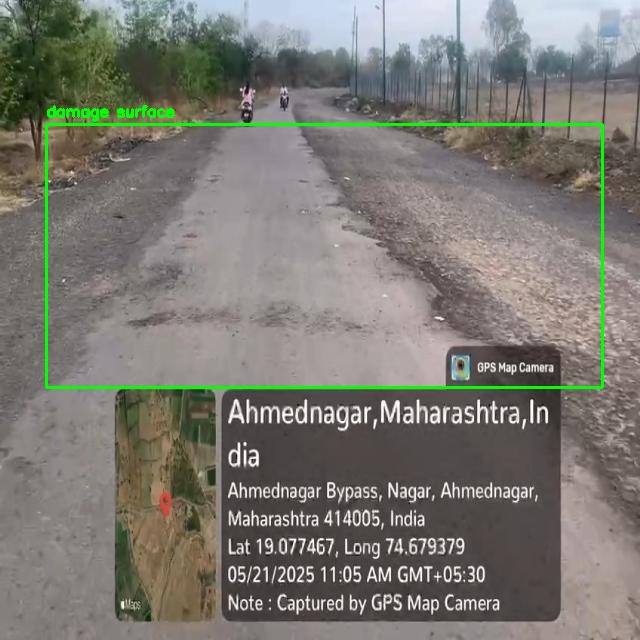 damage surface
GPS Map Camera
Ahmednagar,Maharashtra,In
dia
Ahmednagar Bypass, Nagar, Ahmednagar,
Maharashtra 414005, India
Lat 19.077467, Long 74.679379
05/21/2025 11:05 AM GMT+05:30
Note : Captured by GPS Map Camera
Maps